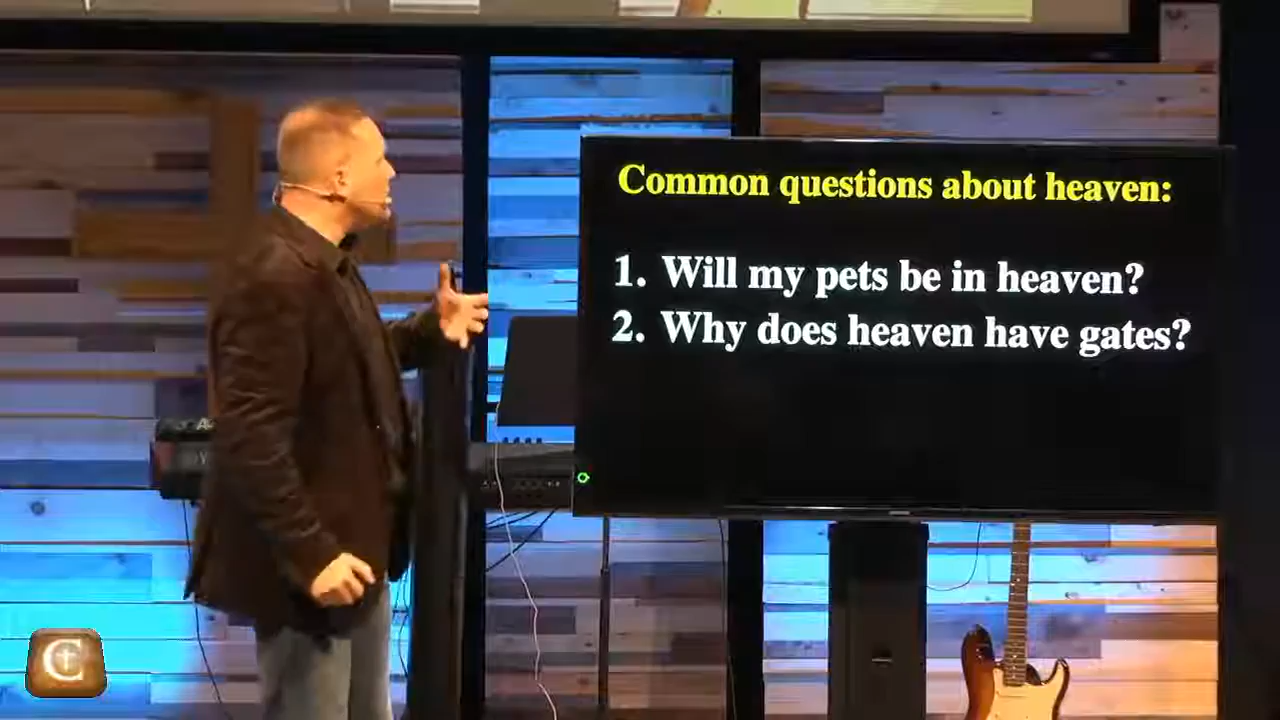 Common questions about heaven:
1. Will my pets be in heaven?
2. Why does heaven have gates?
C